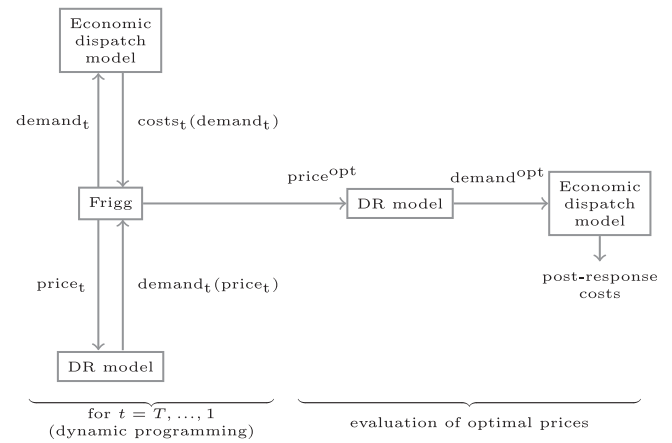 Economic
dispatch
model
demand_t
costs_t(demand_t)
Frigg
price^opt
DR model
demand^opt
Economic
dispatch
model
price_t
demand_t(price_t)
post-response
costs
DR model
for t = T, ..., 1
(dynamic programming)
evaluation of optimal prices